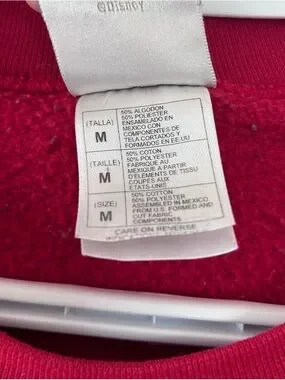 ©Disney
(TALLA)
M
50% ALGODON
50% POLIESTER
ENSAMELADO EN
MEXICO CON
COMPONENTES DE
TELA CORTADOS Y
FORMADOS EN EE.UU
(TAILLE)
M
50% COTON
50% POLYESTER
FABRIQUE AU
MEXIQUE A PARTIR
D'ELEMENTS DE TISSU
COUPES AUX
ETATS-UNIS
(SIZE)
M
50% COTTON
50% POLYESTER
ASSEMBLED IN MEXICO
FROM U.S. FORMED AND
CUT FABRIC
COMPONENTS
CARE ON REVERSE